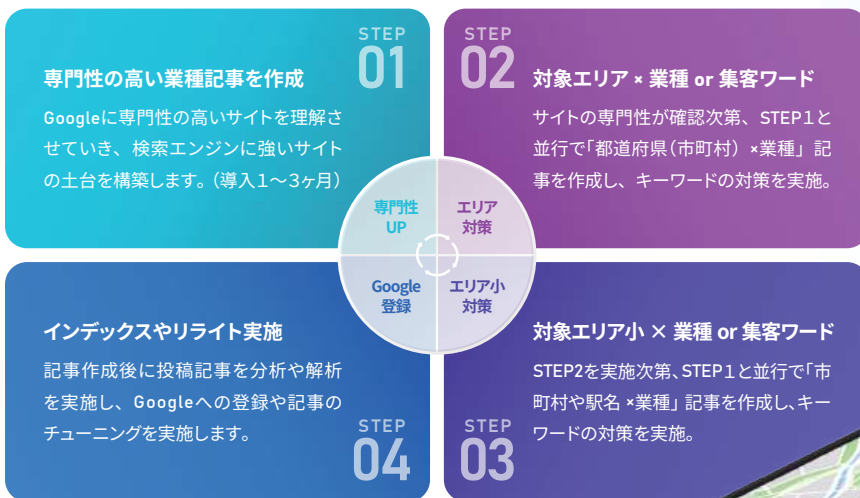 STEP
01
専門性の高い業種記事を作成
Googleに専門性の高いサイトを理解さ
せていき、検索エンジンに強いサイト
の土台を構築します。(導入1〜3ヶ月)
STEP
02
対象エリア × 業種 or 集客ワード
サイトの専門性が確認次第、STEP1と
並行で「都道府県(市町村) ×業種」記
事を作成し、キーワードの対策を実施。
専門性
UP
エリア
対策
Google
登録
エリア小
対策
インデックスやリライト実施
記事作成後に投稿記事を分析や解析
を実施し、Googleへの登録や記事の
チューニングを実施します。
STEP
04
対象エリア小 × 業種 or 集客ワード
STEP2を実施次第、STEP1と並行で「市
町村や駅名 ×業種」記事を作成し、キー
ワードの対策を実施。
STEP
03